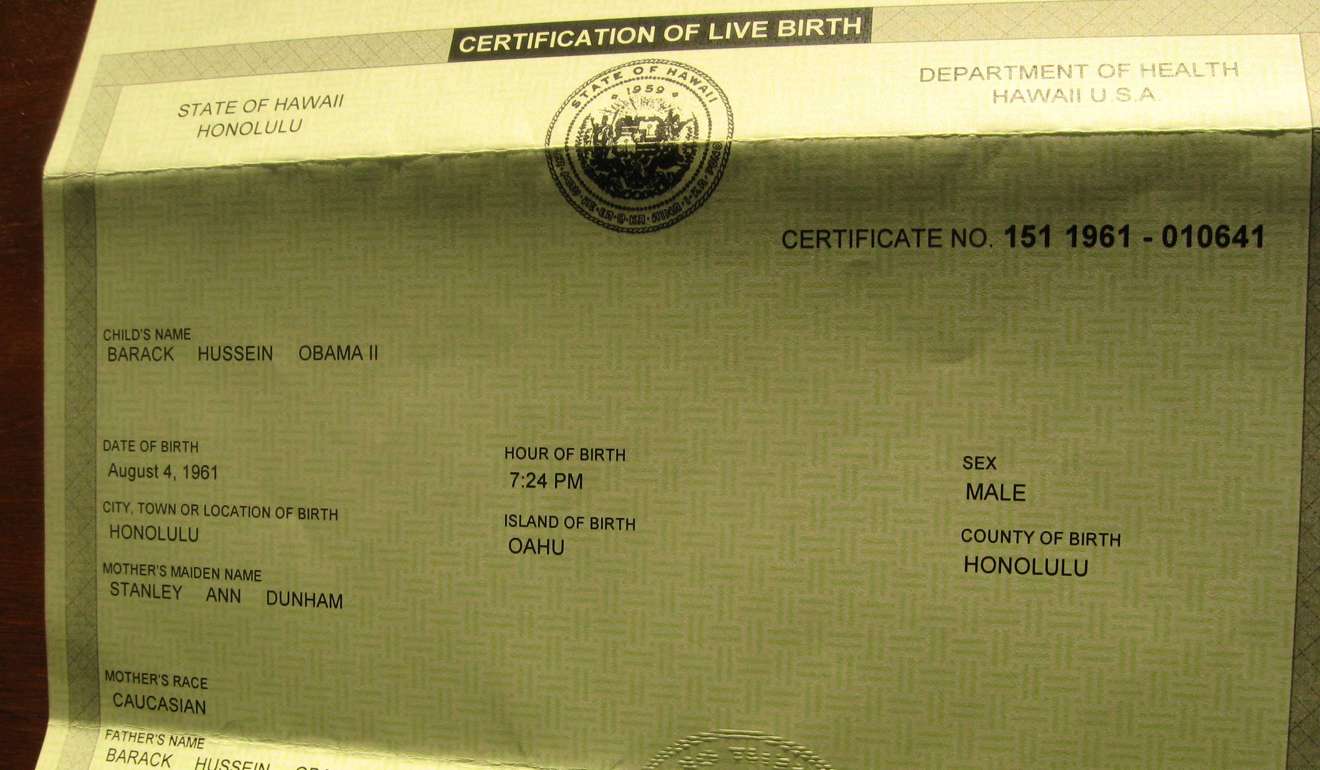 CERTIFICATION OF LIVE BIRTH
STATE OF HAWAII
HONOLULU
STATE OF HAWAII
1959
DEPARTMENT OF HEALTH
HAWAII U.S.A.
CERTIFICATE NO. 151 1961 - 010641
CHILD'S NAME
BARACK HUSSEIN OBAMA II
DATE OF BIRTH
August 4, 1961
HOUR OF BIRTH
7:24 PM
SEX
MALE
CITY, TOWN OR LOCATION OF BIRTH
HONOLULU
ISLAND OF BIRTH
OAHU
COUNTY OF BIRTH
HONOLULU
MOTHER'S MAIDEN NAME
STANLEY ANN DUNHAM
MOTHER'S RACE
CAUCASIAN
FATHER'S NAME
BARACK HUSSEIN